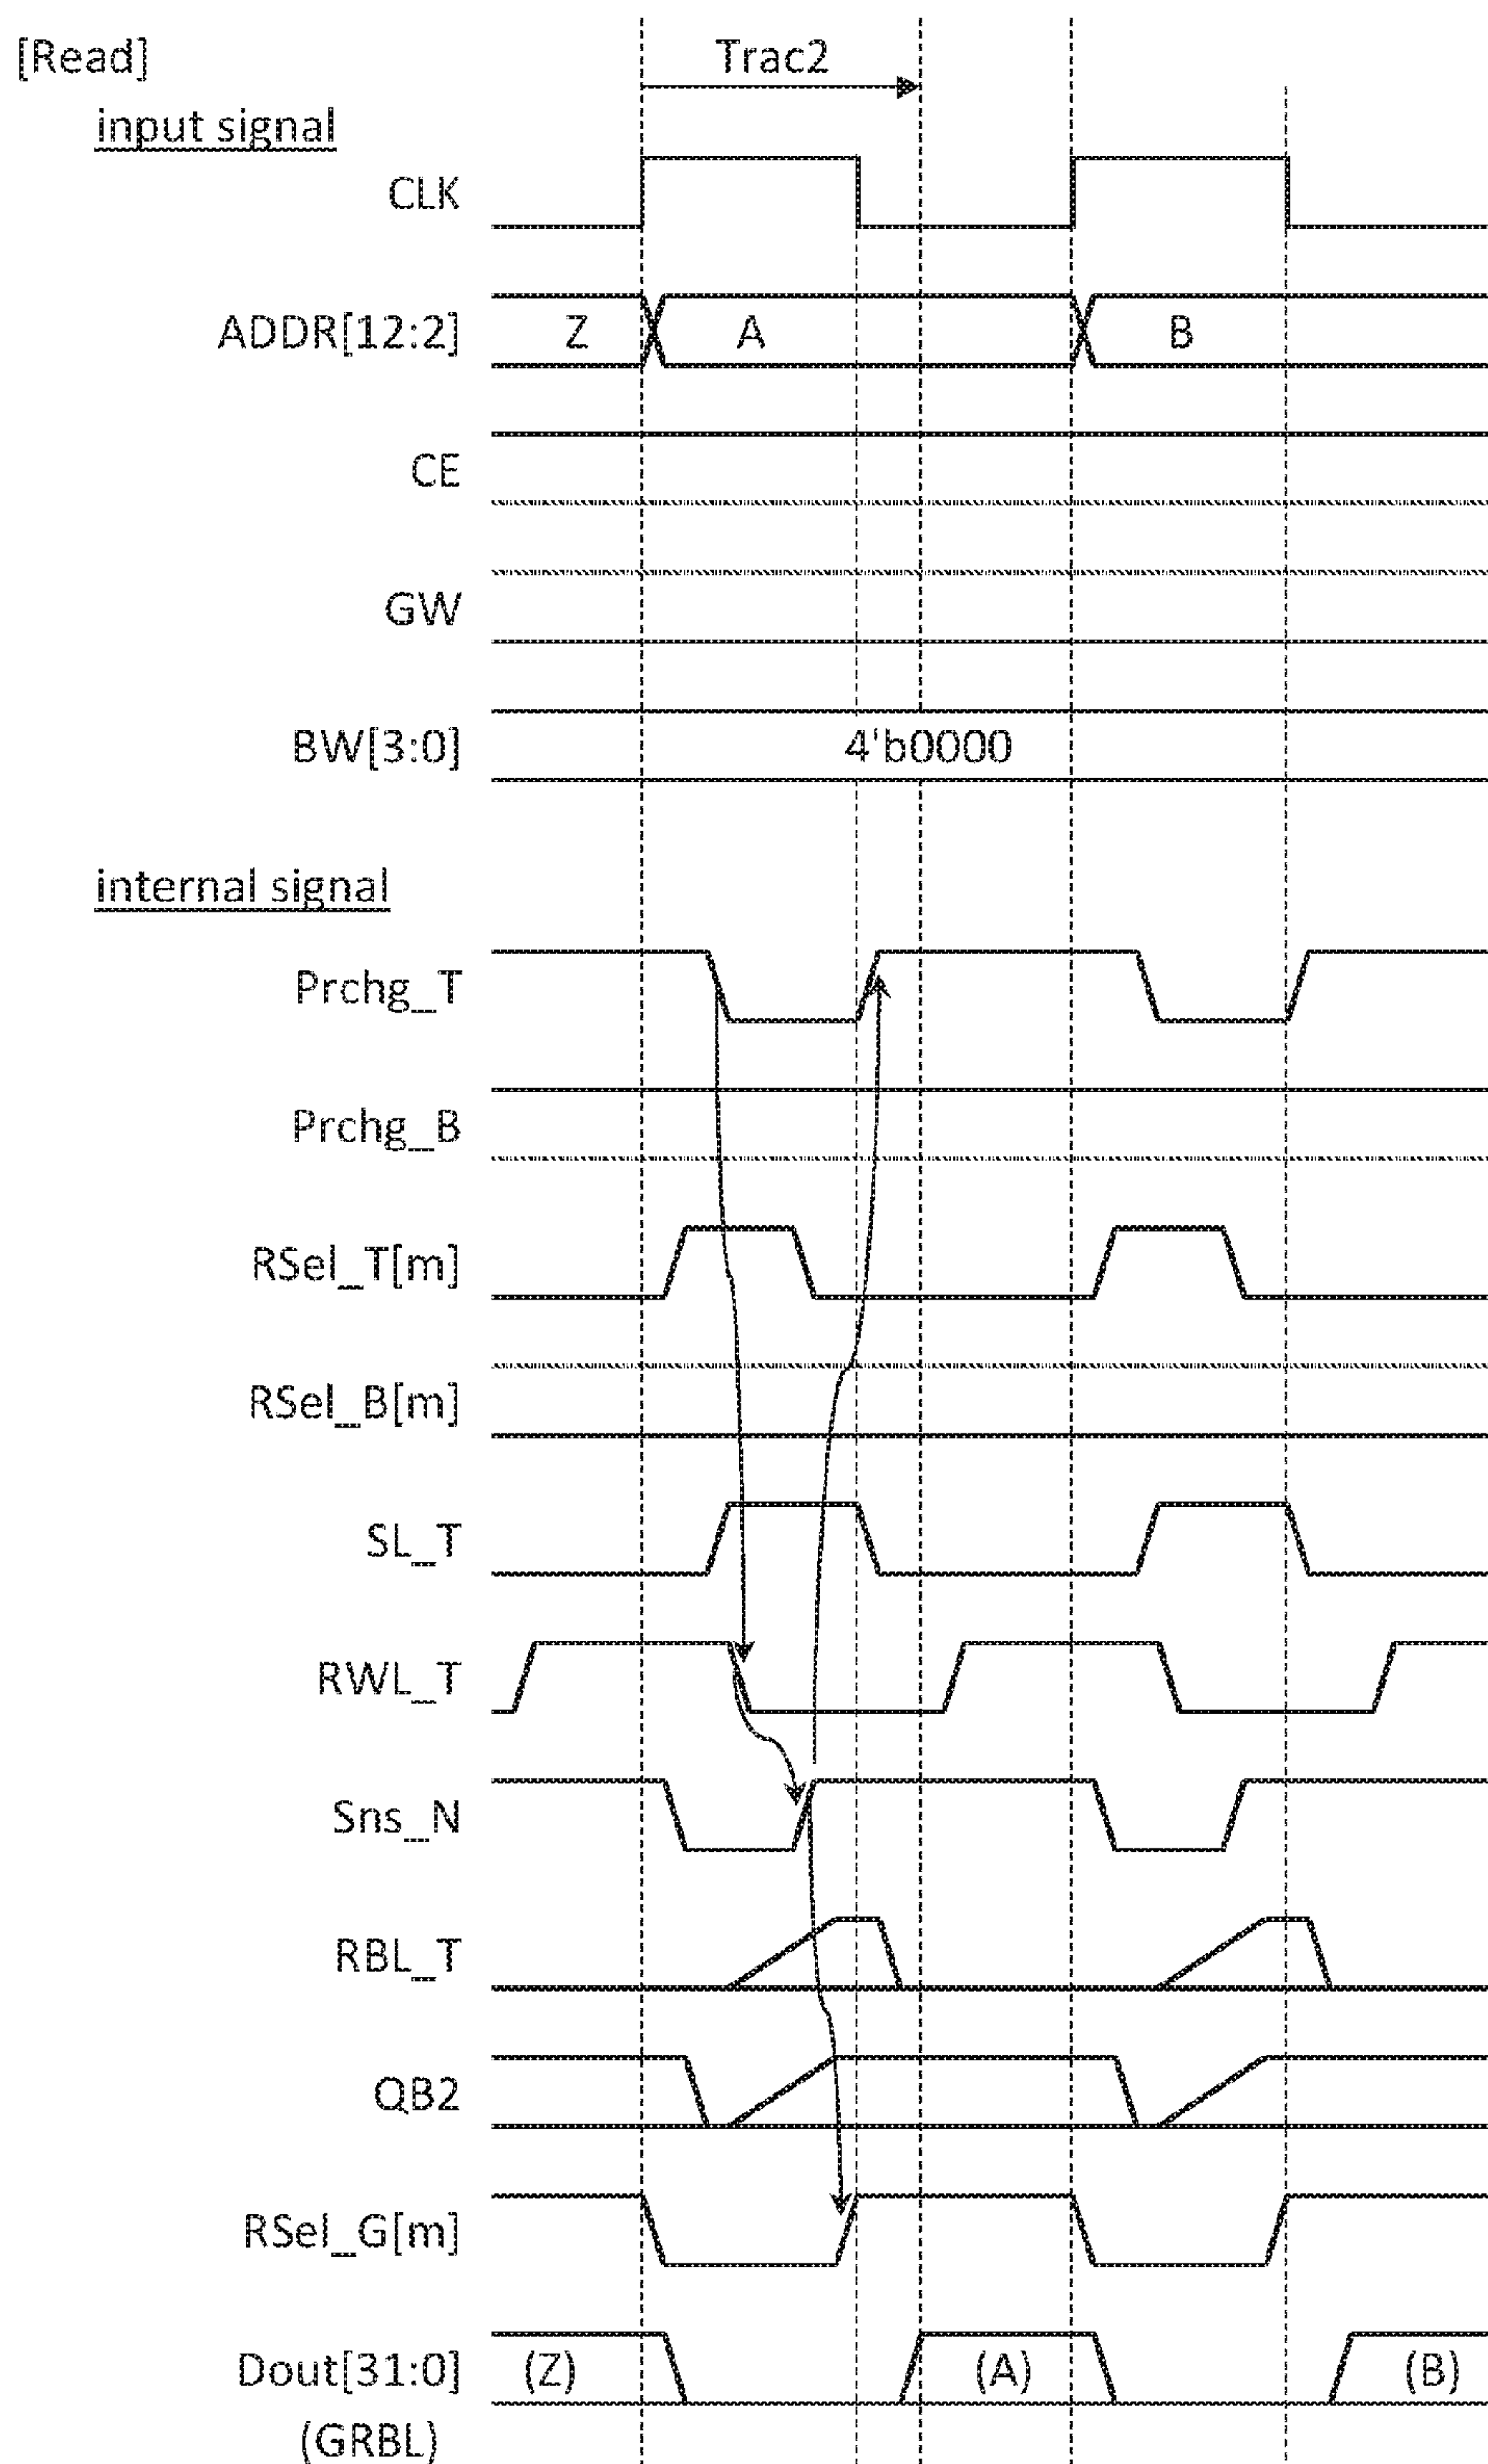 [Read]
Trac2
input signal
CLK
ADDR[12:2] Z A B
CE
GW
BW[3:0] 4'b0000
internal signal
Prchg_T
Prchg_B
RSel_T[m]
RSel_B[m]
SL_T
RWL_T
Sns_N
RBL_T
QB2
RSel_G[m]
Dout[31:0] (Z) (A) (B)
(GRBL)